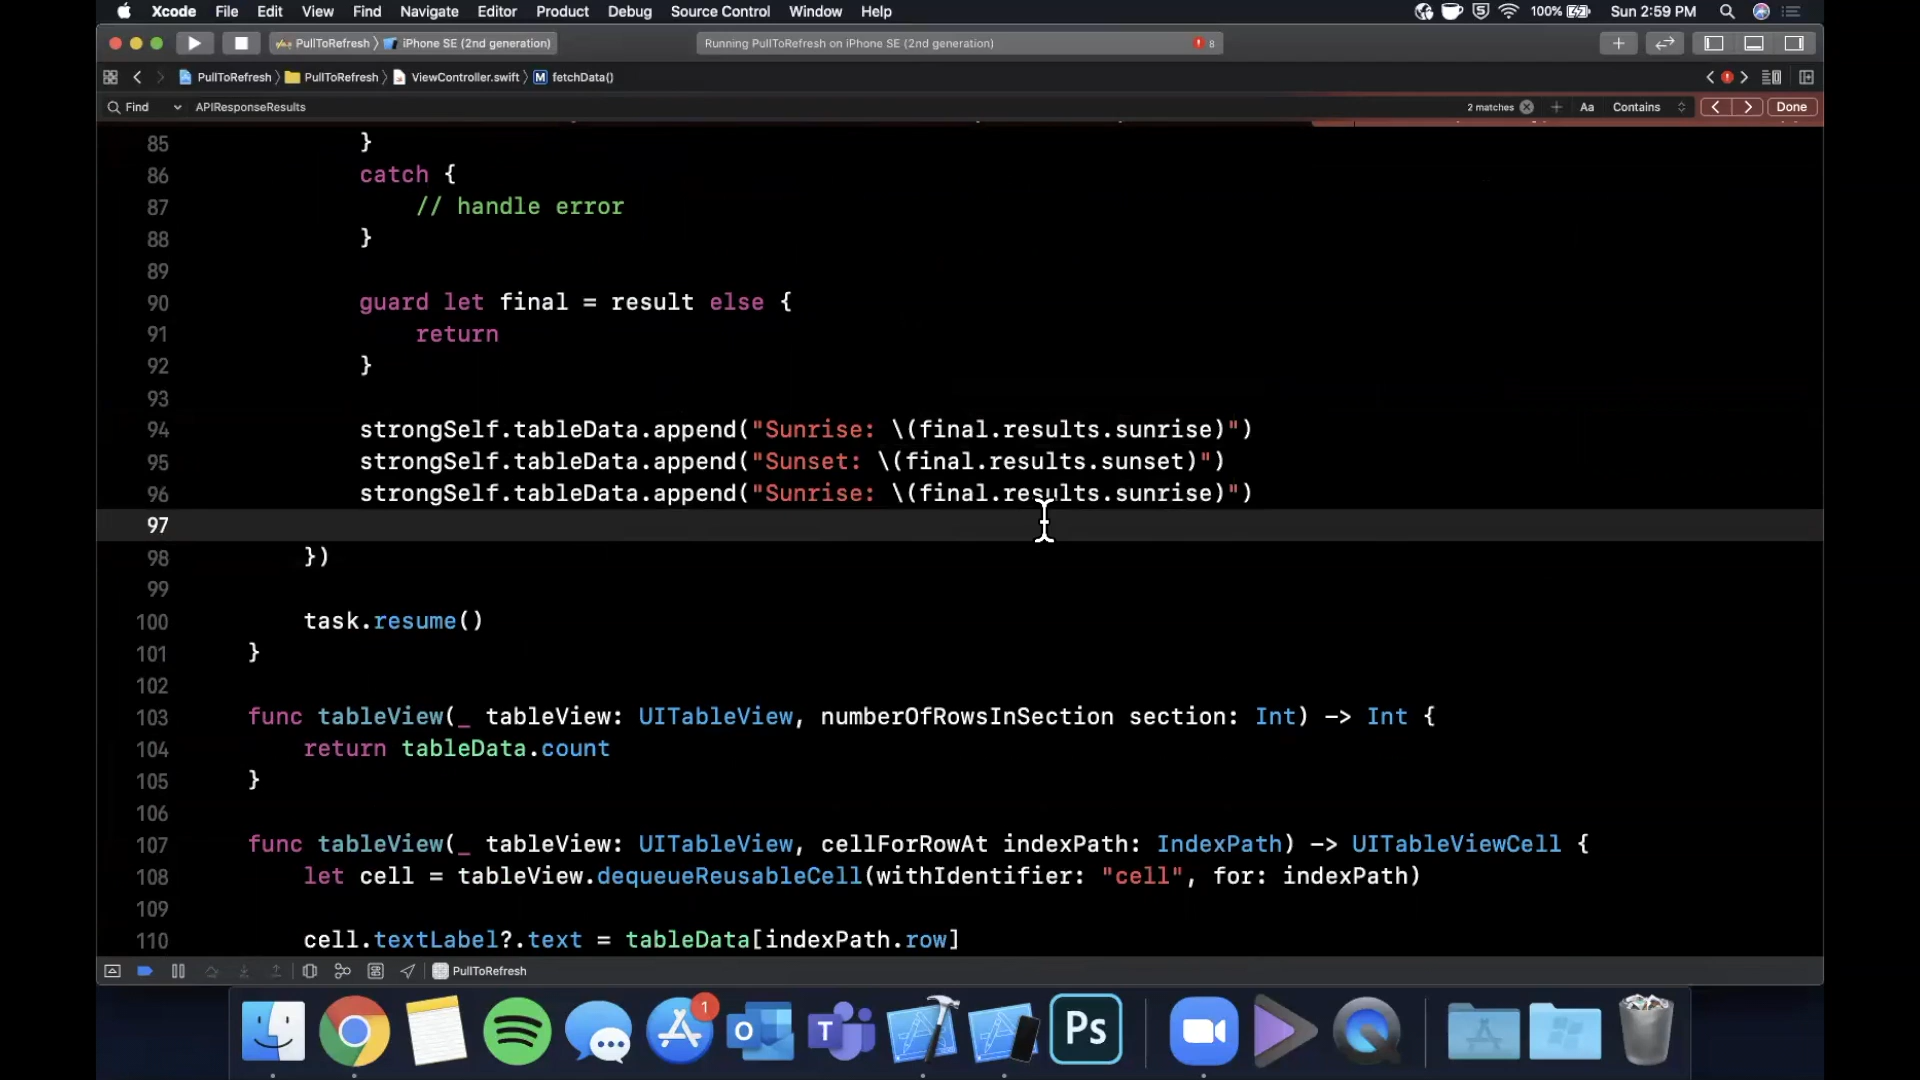 Xcode File Edit View Find Navigate Editor Product Debug Source Control Window Help 100% Sun 2:59 PM
PullToRefresh iPhone SE (2nd generation) Running PullToRefresh on iPhone SE (2nd generation) 8
PullToRefresh PullToRefresh ViewController.swift M fetchData()
Find APIResponseResults 2 matches Aa Contains Done
85 }
86 catch {
87 // handle error
88 }
89
90 guard let final = result else {
91 return
92 }
93
94 strongSelf.tableData.append("Sunrise: \(final.results.sunrise)")
95 strongSelf.tableData.append("Sunset: \(final.results.sunset)")
96 strongSelf.tableData.append("Sunrise: \(final.results.sunrise)")
97
98 })
99
100 task.resume()
101 }
102
103 func tableView(_ tableView: UITableView, numberOfRowsInSection section: Int) -> Int {
104 return tableData.count
105 }
106
107 func tableView(_ tableView: UITableView, cellForRowAt indexPath: IndexPath) -> UITableViewCell {
108 let cell = tableView.dequeueReusableCell(withIdentifier: "cell", for: indexPath)
109
110 cell.textLabel?.text = tableData[indexPath.row]
PullToRefresh
1
Ps